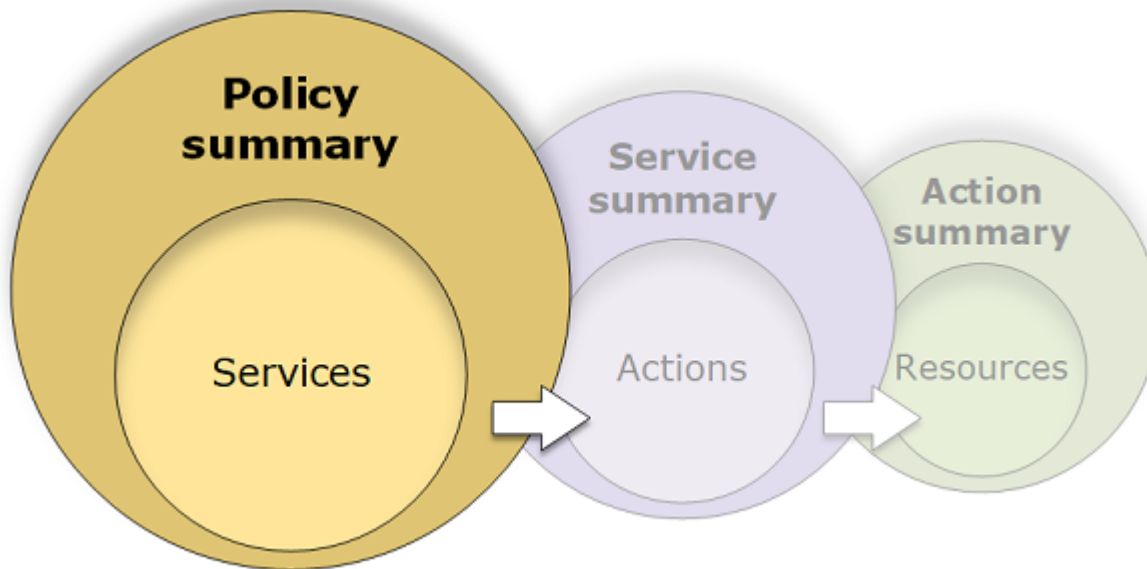 Policy
summary
Services
Service
summary
Actions
Action
summary
Resources